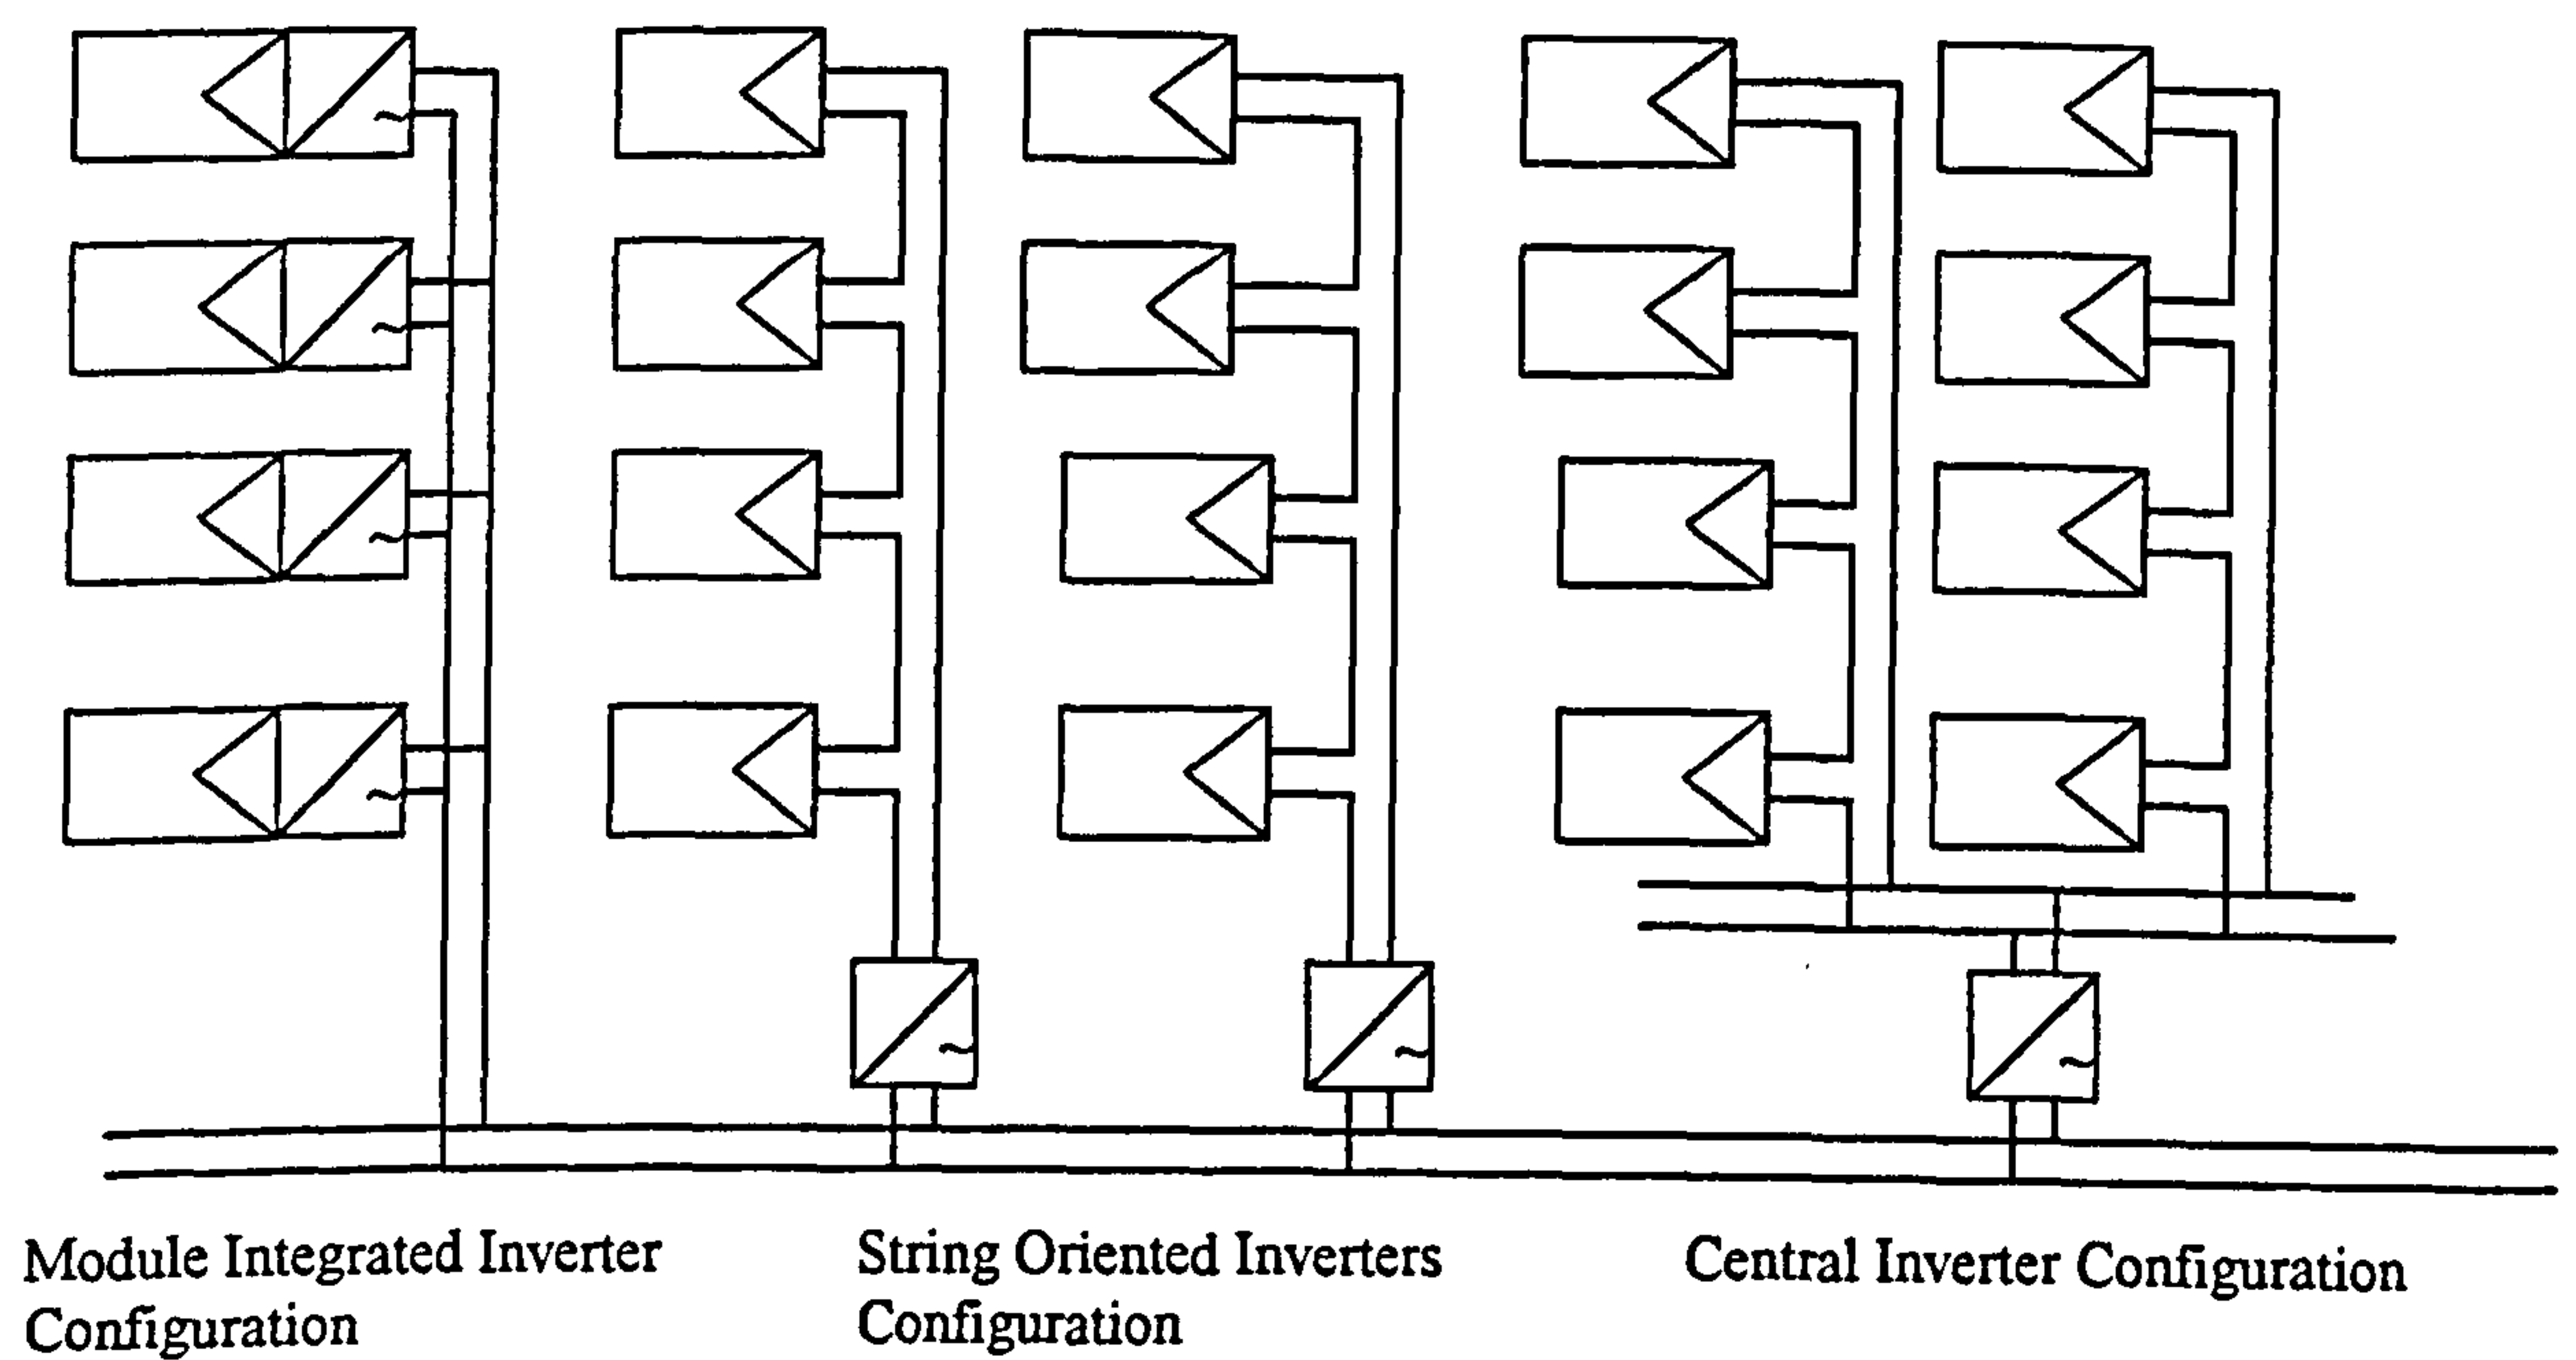 ~
~
~
~
~
~
~
Module Integrated Inverter
Configuration
String Oriented Inverters
Configuration
Central Inverter Configuration